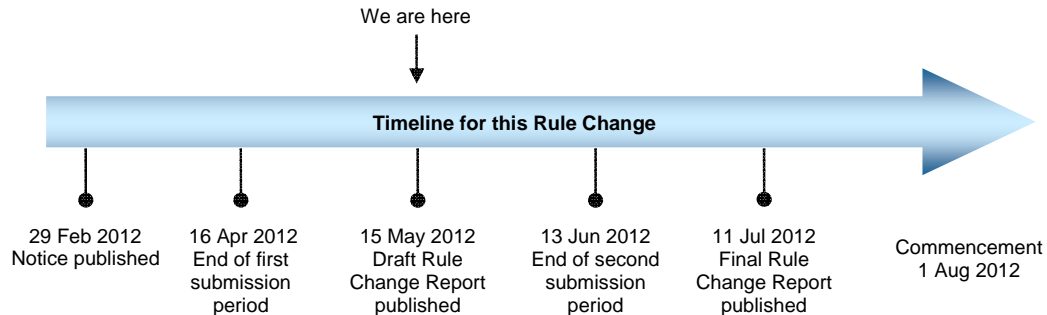 We are here
Timeline for this Rule Change
29 Feb 2012
Notice published
16 Apr 2012
End of first
submission
period
15 May 2012
Draft Rule
Change Report
published
13 Jun 2012
End of second
submission
period
11 Jul 2012
Final Rule
Change Report
published
Commencement
1 Aug 2012